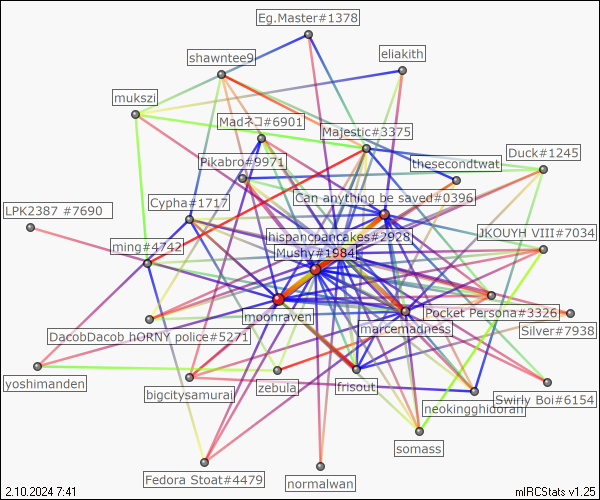 Eg.Master#1378
shawntee9
eliakith
mukszi
Madネコ#6901
Majestic#3375
Duck#1245
Pikabro#9971
thesecondtwat
Can anything be saved#0396
Cypha#1717
LPK2387 #7690
hispancpancakes#2928
JKOUYH VIII#7034
ming#4742
Mushy#1984
moonraven
Pocket Persona#3326
marcemadness
Silver#7938
DacobDacob hORNY police#5271
yoshimanden
bigcitysamurai
zebula
frisout
Swirly Boi#6154
neokingghidorah
somass
Fedora Stoat#4479
normalwan
2.10.2024 7:41
mIRCStats v1.25